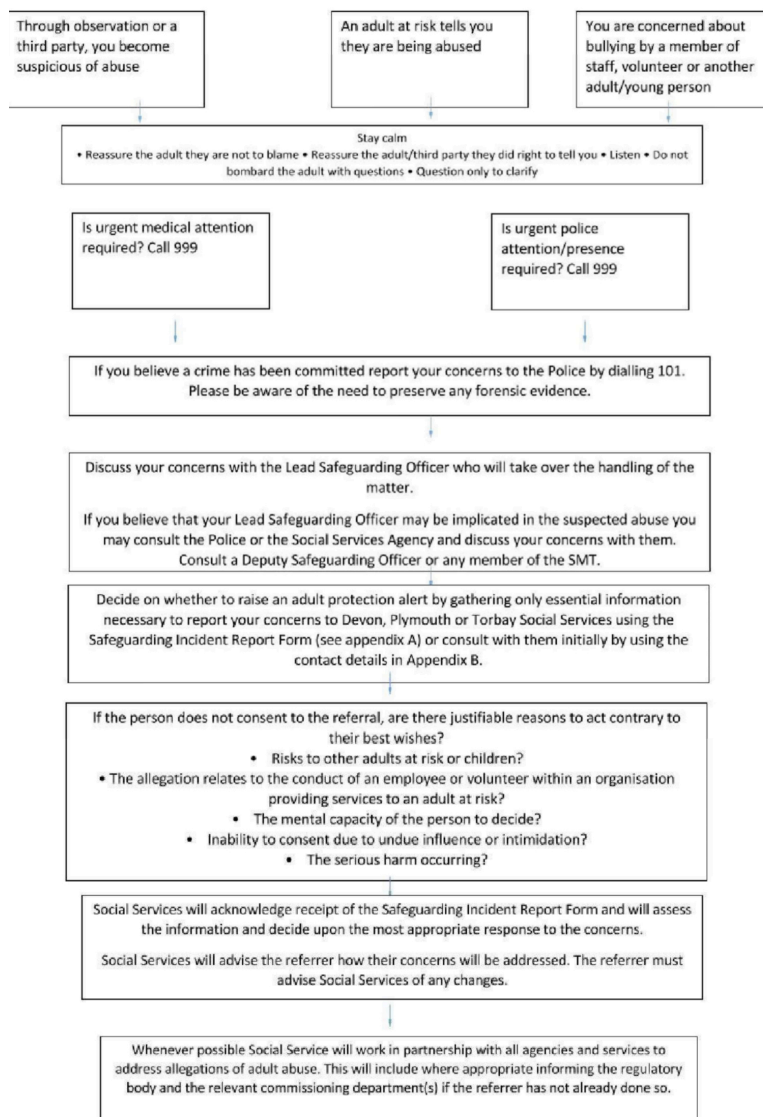 Through observation or a
third party, you become
suspicious of abuse
An adult at risk tells you
they are being abused
You are concerned about
bullying by a member of
staff, volunteer or another
adult/young person
Stay calm
• Reassure the adult they are not to blame • Reassure the adult/third party they did right to tell you • Listen • Do not
bombard the adult with questions • Question only to clarify
Is urgent medical attention
required? Call 999
Is urgent police
attention/presence
required? Call 999
If you believe a crime has been committed report your concerns to the Police by dialling 101.
Please be aware of the need to preserve any forensic evidence.
Discuss your concerns with the Lead Safeguarding Officer who will take over the handling of the
matter.
If you believe that your Lead Safeguarding Officer may be implicated in the suspected abuse you
may consult the Police or the Social Services Agency and discuss your concerns with them.
Consult a Deputy Safeguarding Officer or any member of the SMT.
Decide on whether to raise an adult protection alert by gathering only essential information
necessary to report your concerns to Devon, Plymouth or Torbay Social Services using the
Safeguarding Incident Report Form (see appendix A) or consult with them initially by using the
contact details in Appendix B.
If the person does not consent to the referral, are there justifiable reasons to act contrary to
their best wishes?
• Risks to other adults at risk or children?
• The allegation relates to the conduct of an employee or volunteer within an organisation
providing services to an adult at risk?
• The mental capacity of the person to decide?
• Inability to consent due to undue influence or intimidation?
• The serious harm occurring?
Social Services will acknowledge receipt of the Safeguarding Incident Report Form and will assess
the information and decide upon the most appropriate response to the concerns.
Social Services will advise the referrer how their concerns will be addressed. The referrer must
advise Social Services of any changes.
Whenever possible Social Service will work in partnership with all agencies and services to
address allegations of adult abuse. This will include where appropriate informing the regulatory
body and the relevant commissioning department(s) if the referrer has not already done so.